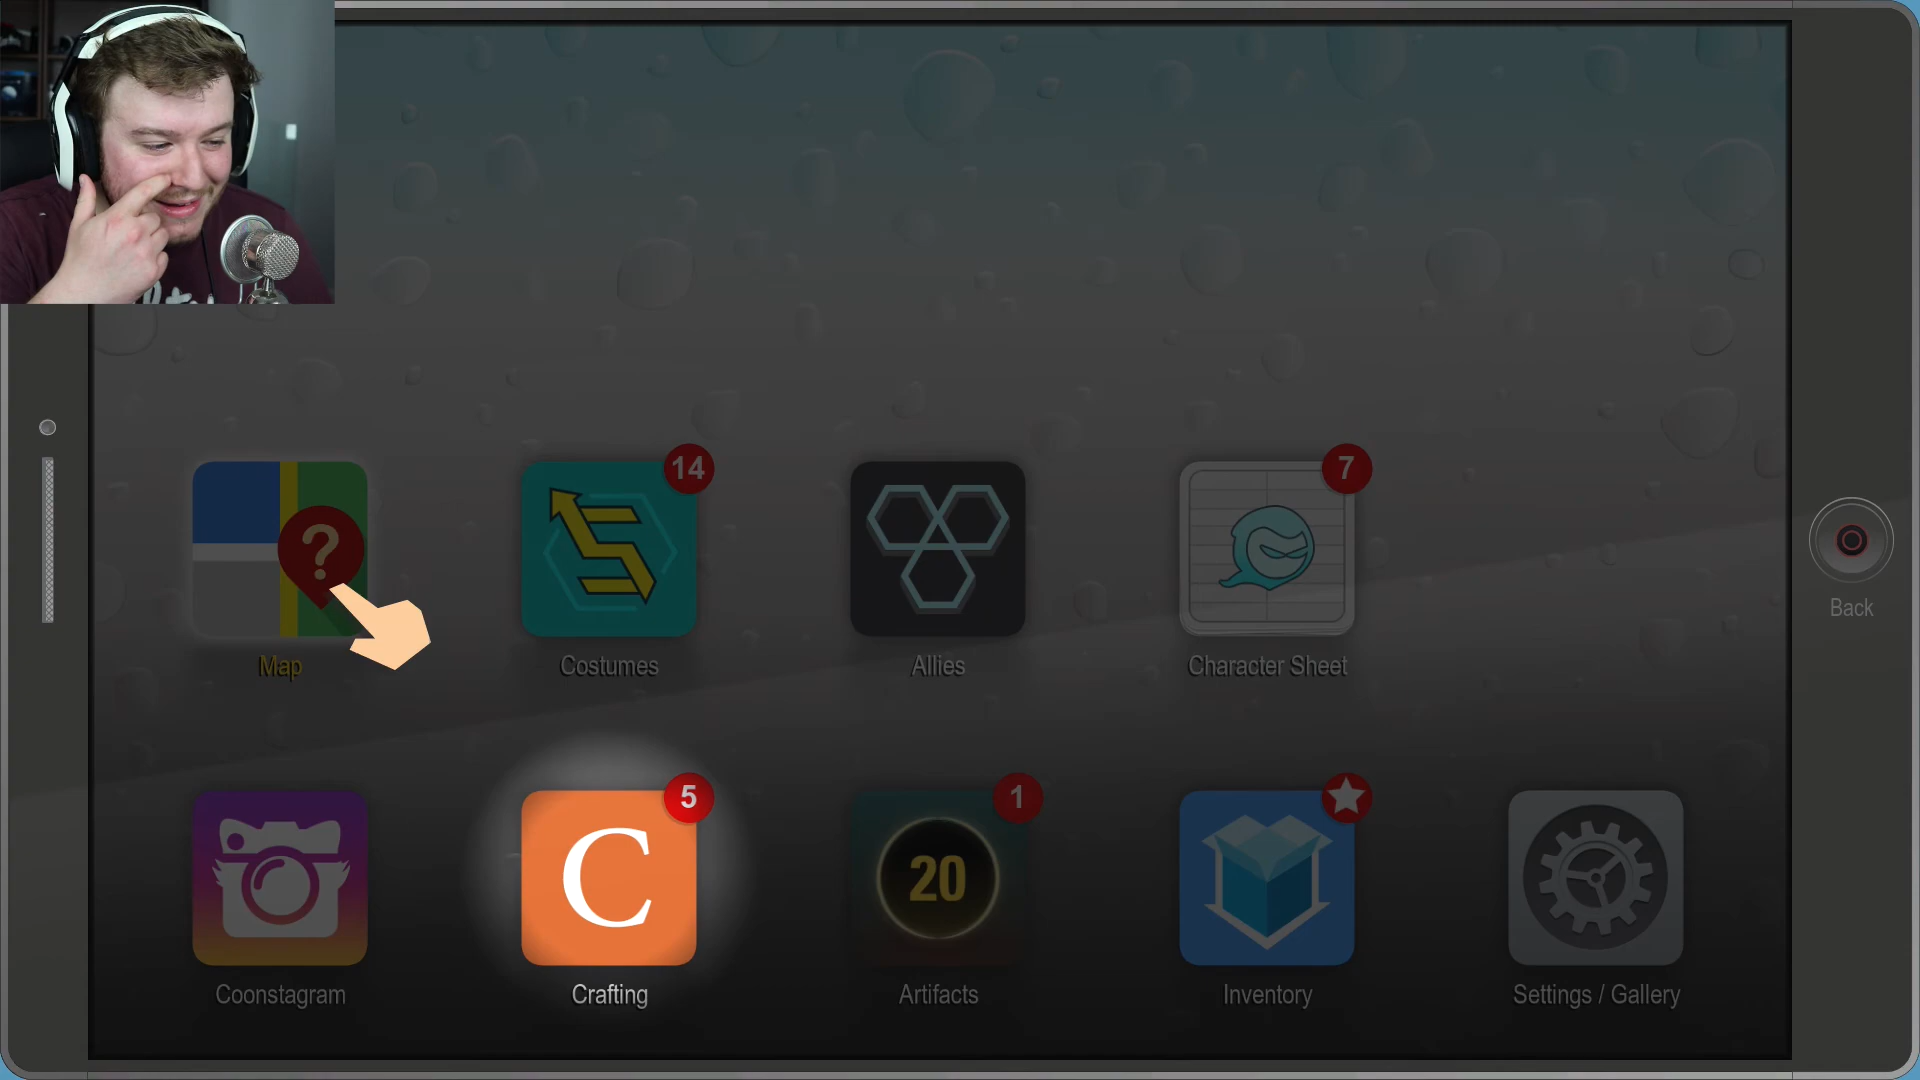 14
7
?
Map
Costumes
Allies
Character Sheet
Back
5
1
C
20
Coonstagram
Crafting
Artifacts
Inventory
Settings / Gallery